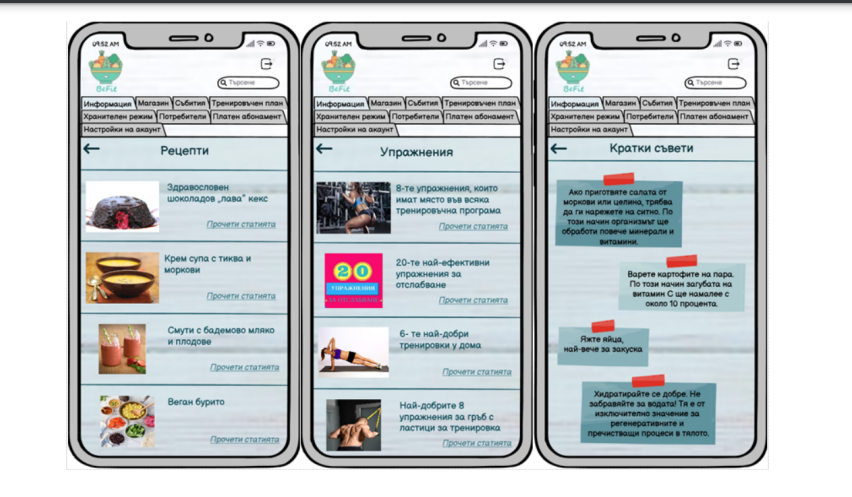 09:52 AM
BeFit
Търсене
Информация Магазин Събития Тренировъчен план
Хранителен режим Потребители Платен абонамент
Настройки на акаунт
Рецепти
Здравословен
шоколадов „лава“ кекс
Прочети статията
Крем супа с тиква и
моркови
Прочети статията
Смути с бадемово мляко
и плодове
Прочети статията
Веган бурито
Прочети статията
09:52 AM
BeFit
Търсене
Информация Магазин Събития Тренировъчен план
Хранителен режим Потребители Платен абонамент
Настройки на акаунт
Упражнения
8-те упражнения, които
имат място във всяка
тренировъчна програма
Прочети статията
20
УПРАЖНЕНИЯ
20-те най-ефективни
упражнения за
отслабване
Прочети статията
6- те най-добри
тренировки у дома
Прочети статията
Най-добрите 8
упражнения за гръб с
ластици за тренировка
Прочети статията
09:52 AM
BeFit
Търсене
Информация Магазин Събития Тренировъчен план
Хранителен режим Потребители Платен абонамент
Настройки на акаунт
Кратки съвети
Ако приготвяте салата от
моркови или целина, трябва
да ги нарежете на ситно. По
този начин организмът ще
обработи повече минерали и
витамини.
Варете картофите на пара.
По този начин загубата на
витамин С ще намалее с
около 10 процента.
Яжте яйца,
най-вече за закуска
Хидратирайте се добре. Не
забравяйте за водата! Тя е от
изключително значение за
регенеративните и
пречистващи процеси в тялото.